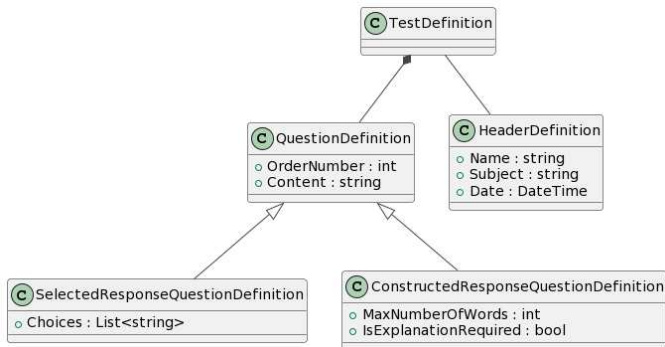 C TestDefinition
C QuestionDefinition
OrderNumber : int
Content : string
C HeaderDefinition
Name : string
Subject : string
Date : DateTime
C SelectedResponseQuestionDefinition
Choices : List<string>
C ConstructedResponseQuestionDefinition
MaxNumberOfWords : int
IsExplanationRequired : bool